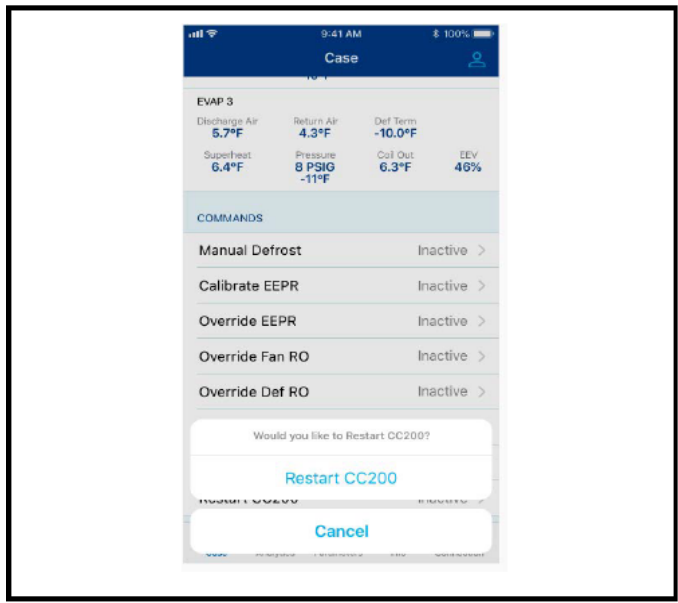 9:41 AM 100%
Case
EVAP 3
Discharge Air Return Air Def Term
5.7°F 4.3°F -10.0°F
Superheat Pressure Coil Out EEV
6.4°F 8 PSIG 6.3°F 46%
-11°F
COMMANDS
Manual Defrost Inactive
Calibrate EEPR Inactive
Override EEPR Inactive
Override Fan RO Inactive
Override Def RO Inactive
Would you like to Restart CC200?
Restart CC200
Restart CC200 Inactive
Cancel